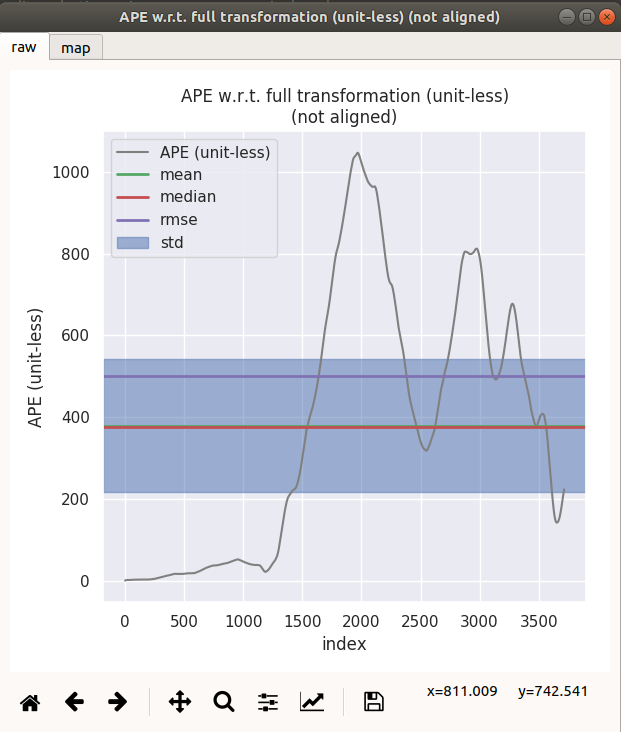 APE w.r.t. full transformation (unit-less) (not aligned)
raw
map
APE w.r.t. full transformation (unit-less)
(not aligned)
APE (unit-less)
mean
median
rmse
std
1000
800
600
400
200
0
APE (unit-less)
0 500 1000 1500 2000 2500 3000 3500
index
x=811.009 y=742.541